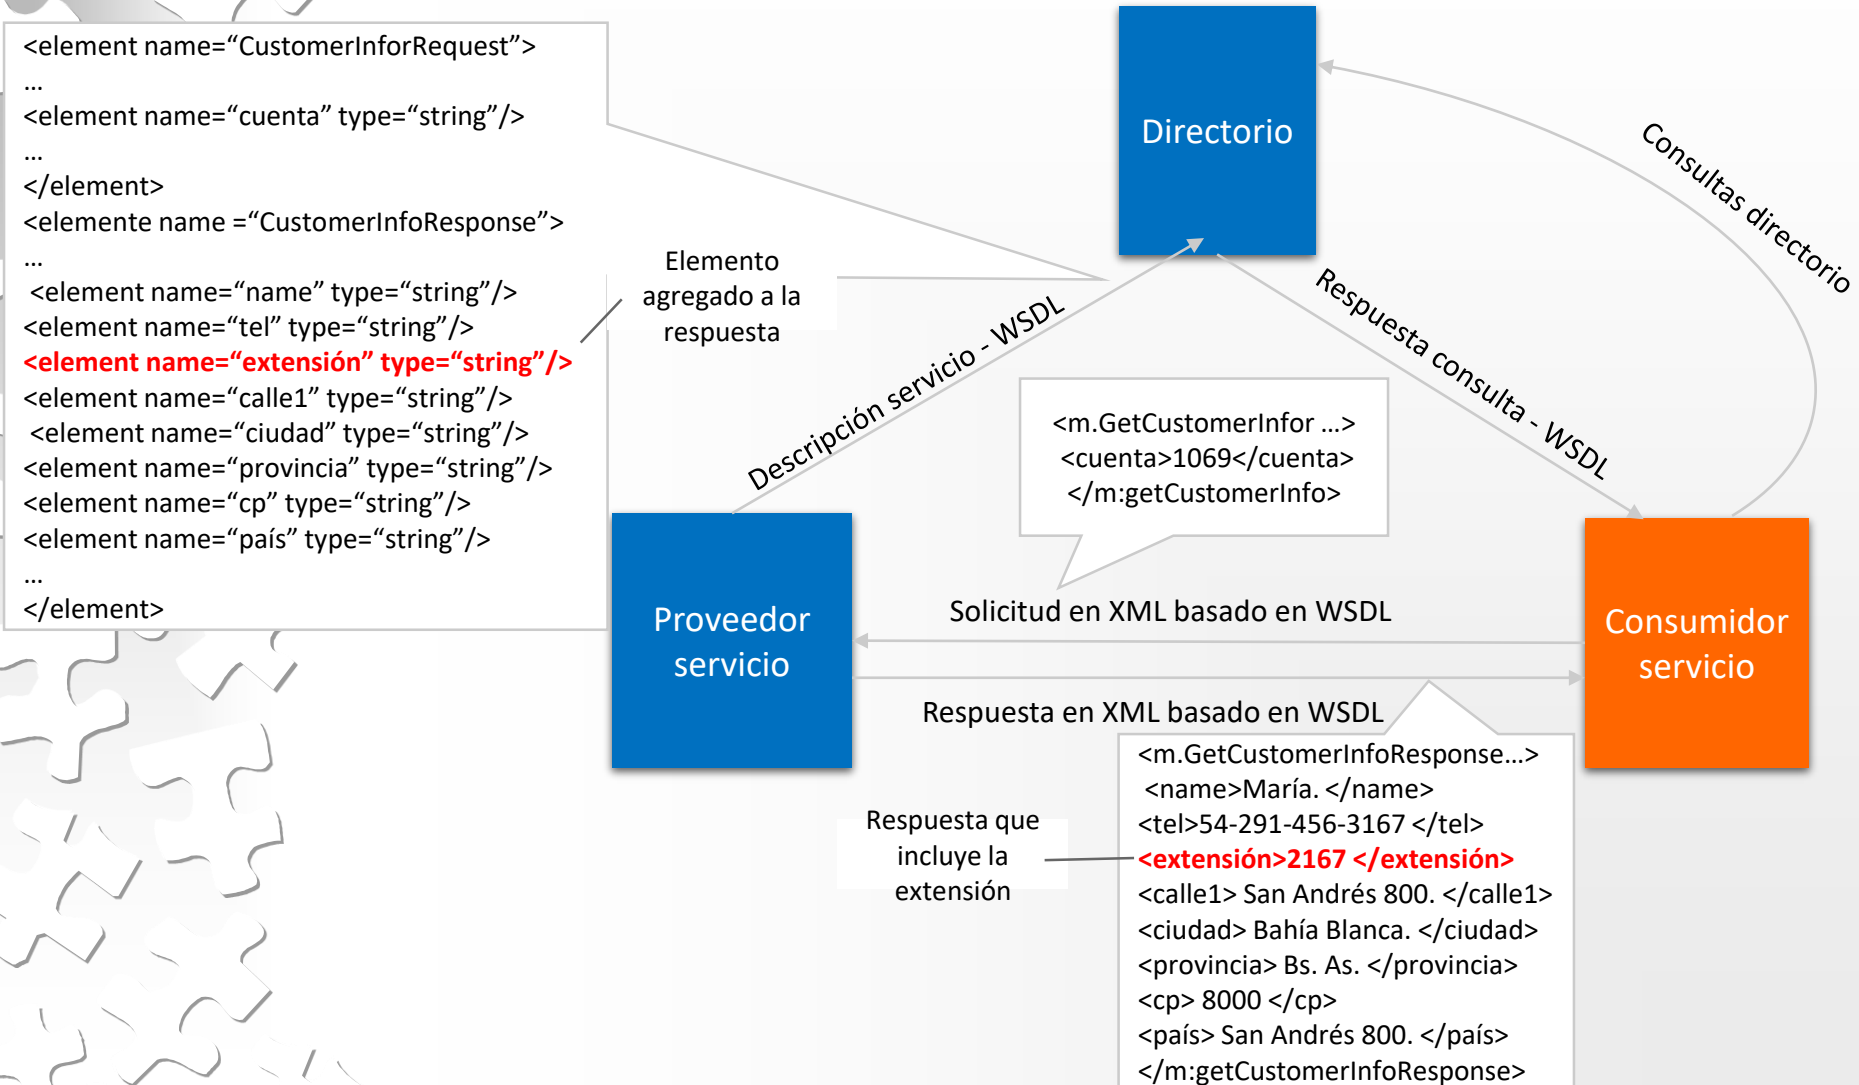 <element name=“CustomerInforRequest”>
…
<element name=“cuenta” type=“string”/>
…
</element>
<elemente name =“CustomerInfoResponse”>
…
<element name=“name” type=“string”/>
<element name=“tel” type=“string”/>
<element name=“extensión” type=“string”/>
<element name=“calle1” type=“string”/>
<element name=“ciudad” type=“string”/>
<element name=“provincia” type=“string”/>
<element name=“cp” type=“string”/>
<element name=“país” type=“string”/>
…
</element>
Elemento
agregado a la
respuesta
Directorio
Consultas directorio
Descripción servicio - WSDL
Respuesta consulta - WSDL
<m.GetCustomerInfor …>
<cuenta>1069</cuenta>
</m:getCustomerInfo>
Proveedor
servicio
Solicitud en XML basado en WSDL
Respuesta en XML basado en WSDL
Consumidor
servicio
Respuesta que
incluye la
extensión
<m.GetCustomerInfoResponse…>
<name>María. </name>
<tel>54-291-456-3167 </tel>
<extensión>2167 </extensión>
<calle1> San Andrés 800. </calle1>
<ciudad> Bahía Blanca. </ciudad>
<provincia> Bs. As. </provincia>
<cp> 8000 </cp>
<país> San Andrés 800. </país>
</m:getCustomerInfoResponse>